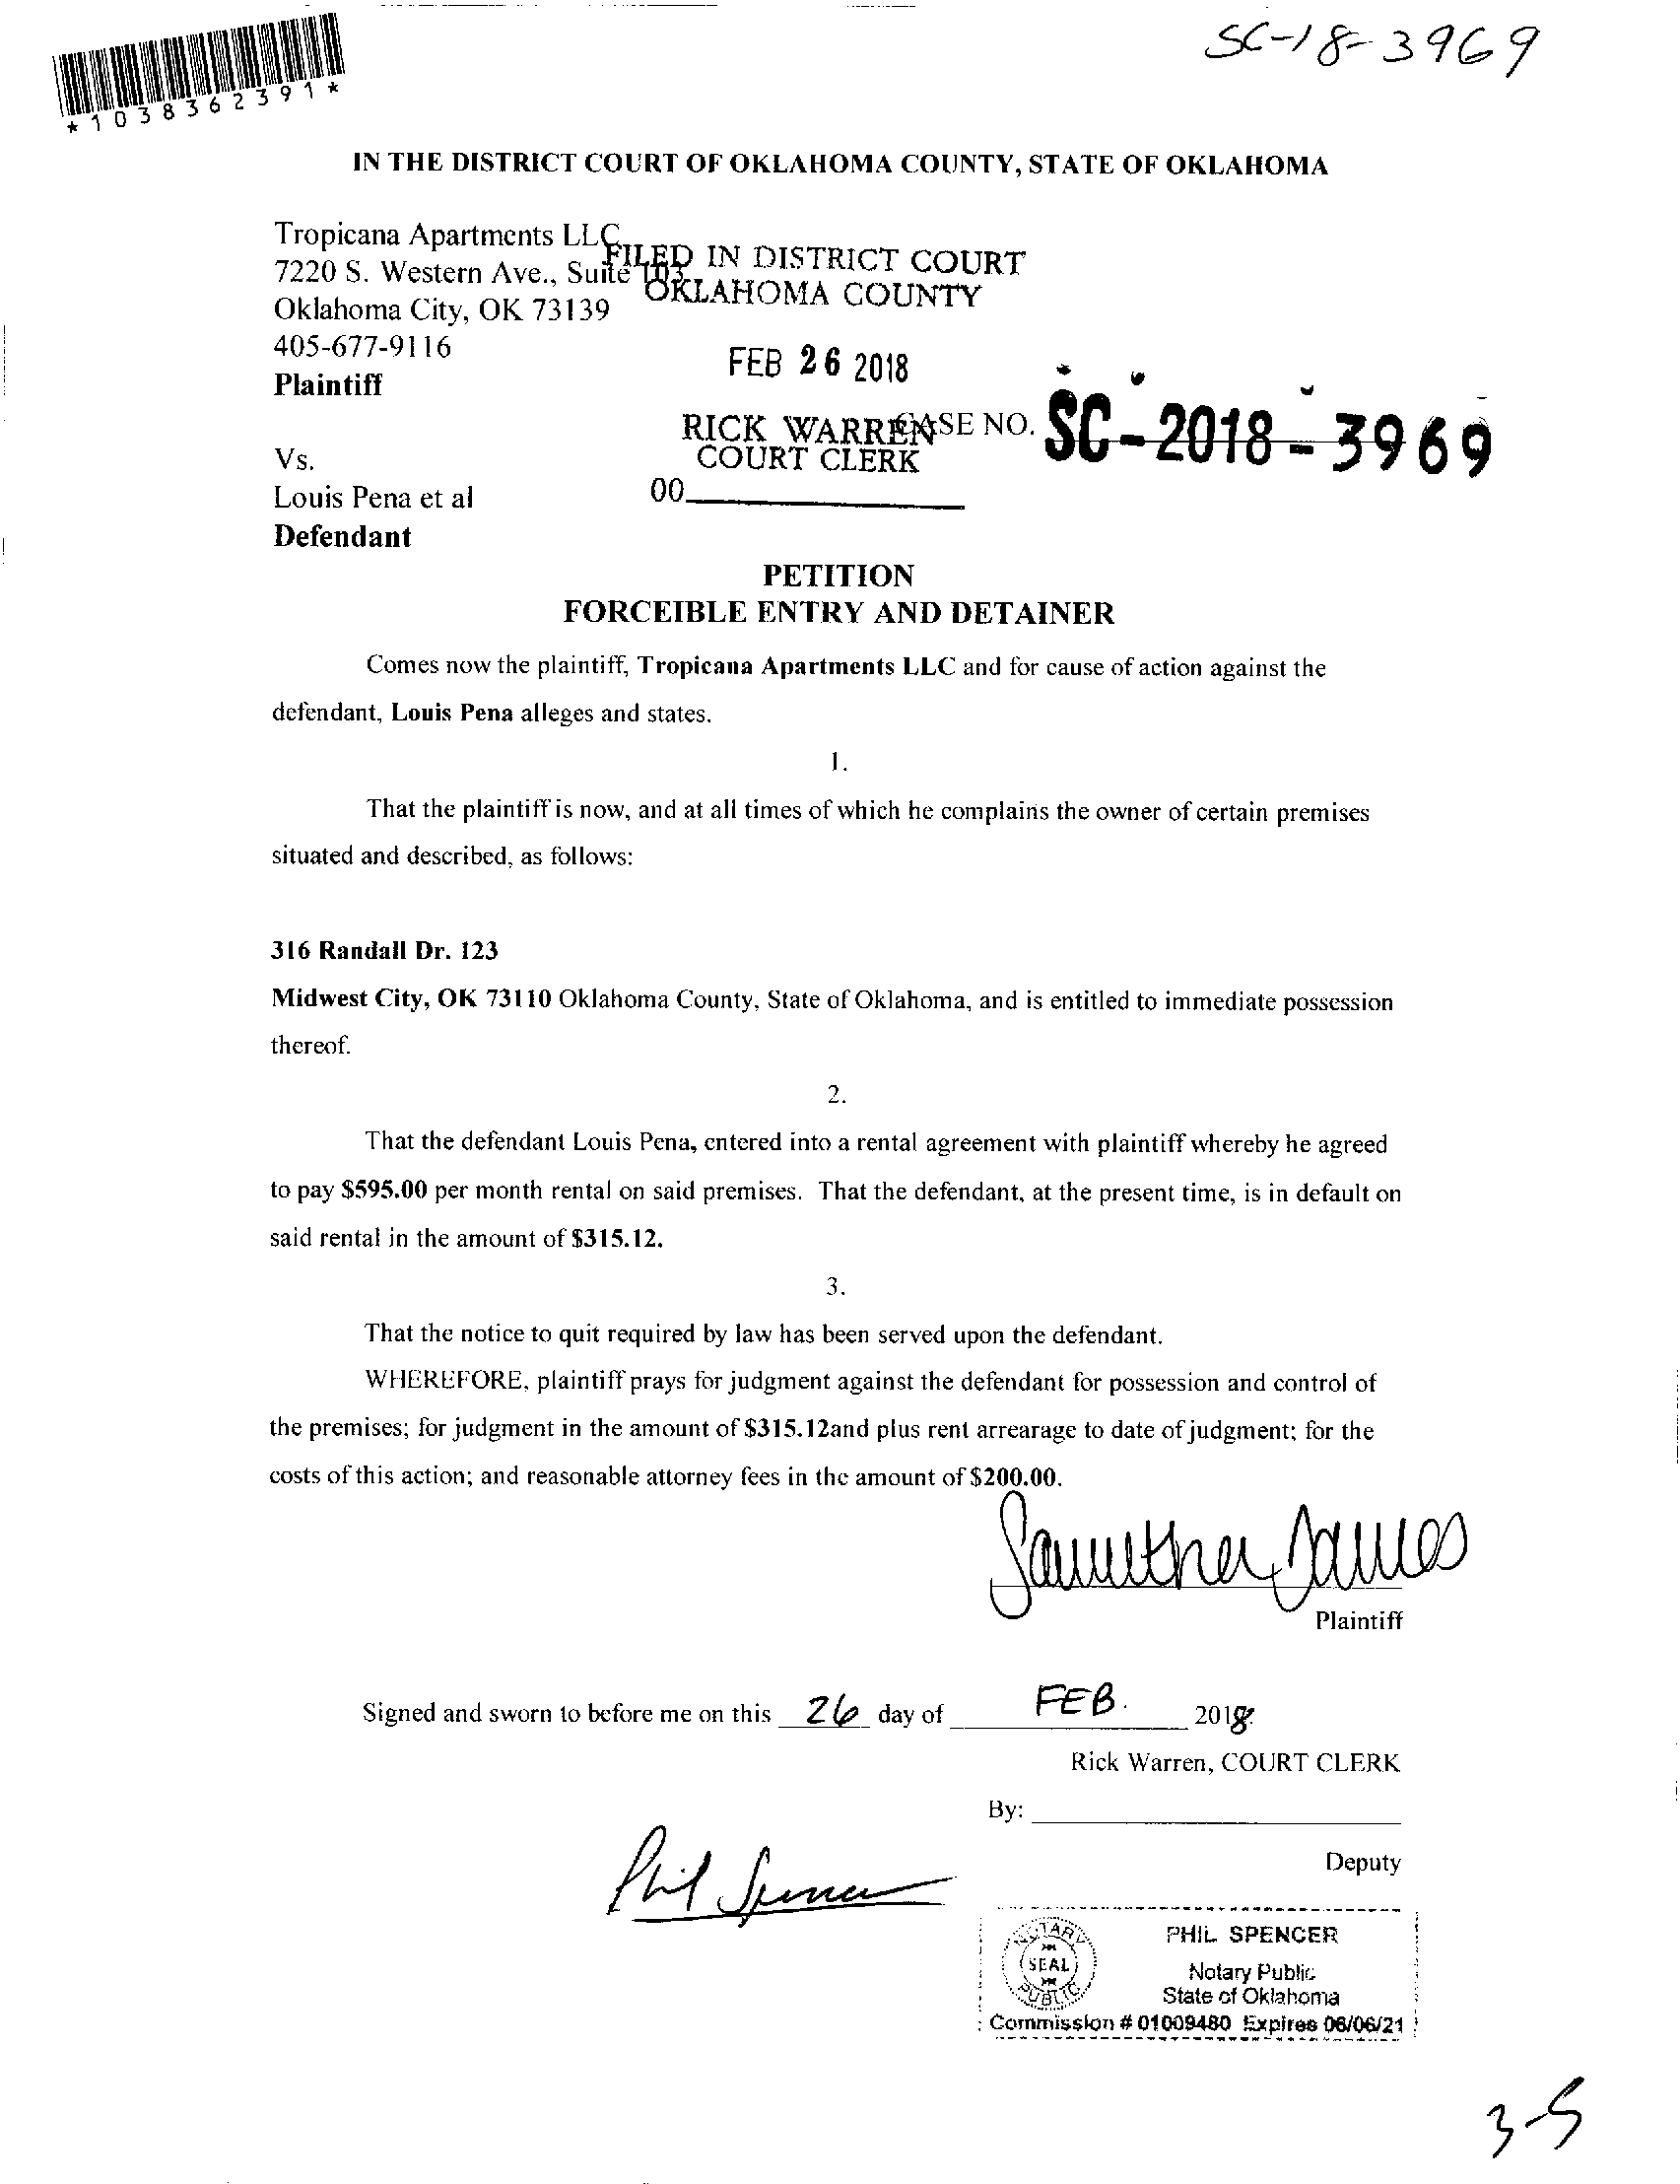 SC-18-3969
*1038362391*
IN THE DISTRICT COURT OF OKLAHOMA COUNTY, STATE OF OKLAHOMA
Tropicana Apartments LLC
7220 S. Western Ave., Suite 103
Oklahoma City, OK 73139
405-677-9116
Plaintiff
FILED IN DISTRICT COURT
OKLAHOMA COUNTY
FEB 26 2018
RICK WARREN
COURT CLERK
00
CASE NO. SC-2018-3969
Vs.
Louis Pena et al
Defendant
PETITION
FORCEIBLE ENTRY AND DETAINER
Comes now the plaintiff, Tropicana Apartments LLC and for cause of action against the
defendant, Louis Pena alleges and states.
1.
That the plaintiff is now, and at all times of which he complains the owner of certain premises
situated and described, as follows:
316 Randall Dr. 123
Midwest City, OK 73110 Oklahoma County, State of Oklahoma, and is entitled to immediate possession
thereof.
2.
That the defendant Louis Pena, entered into a rental agreement with plaintiff whereby he agreed
to pay $595.00 per month rental on said premises. That the defendant, at the present time, is in default on
said rental in the amount of $315.12.
3.
That the notice to quit required by law has been served upon the defendant.
WHEREFORE, plaintiff prays for judgment against the defendant for possession and control of
the premises; for judgment in the amount of $315.12and plus rent arrearage to date of judgment; for the
costs of this action; and reasonable attorney fees in the amount of $200.00.
Samantha James
Plaintiff
Signed and sworn to before me on this 26 day of FEB. 2018.
Rick Warren, COURT CLERK
By:
Deputy
Phil Spencer
NOTARY
SEAL
PUBLIC
PHIL SPENCER
Notary Public
State of Oklahoma
Commission # 01009480 Expires 06/06/21
3-5